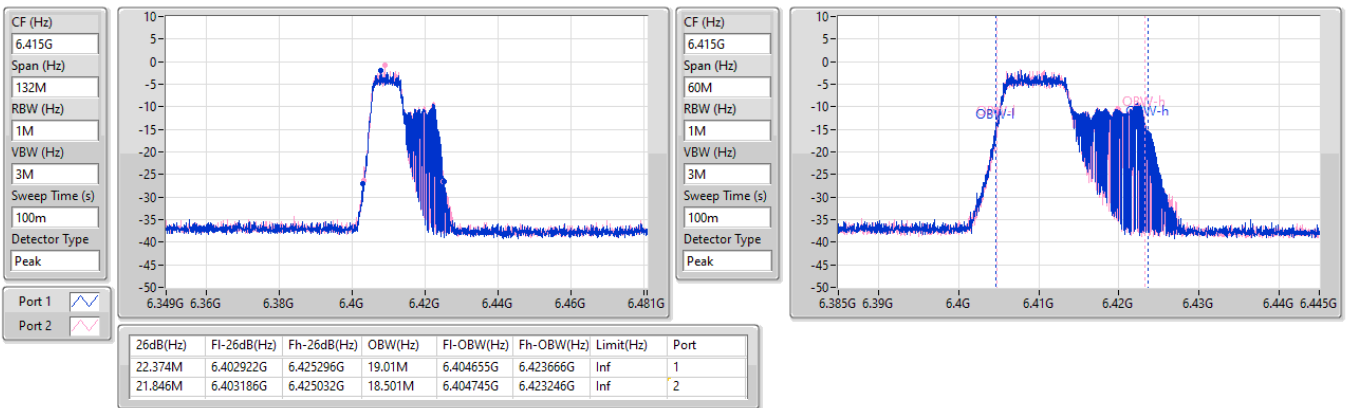 CF (Hz)
6.415G
Span (Hz)
132M
RBW (Hz)
1M
VBW (Hz)
3M
Sweep Time (s)
100m
Detector Type
Peak
Port 1
Port 2
10
5
0
-5
-10
-15
-20
-25
-30
-35
-40
-45
-50
6.349G 6.36G 6.38G 6.4G 6.42G 6.44G 6.46G 6.481G
CF (Hz)
6.415G
Span (Hz)
60M
RBW (Hz)
1M
VBW (Hz)
3M
Sweep Time (s)
100m
Detector Type
Peak
10
5
0
-5
-10
-15
-20
-25
-30
-35
-40
-45
-50
OBW-l
OBW-h
OBW-h
6.385G 6.39G 6.4G 6.41G 6.42G 6.43G 6.44G 6.445G
26dB(Hz) Fl-26dB(Hz) Fh-26dB(Hz) OBW(Hz) Fl-OBW(Hz) Fh-OBW(Hz) Limit(Hz) Port
22.374M 6.402922G 6.425296G 19.01M 6.404655G 6.423666G Inf 1
21.846M 6.403186G 6.425032G 18.501M 6.404745G 6.423246G Inf 2